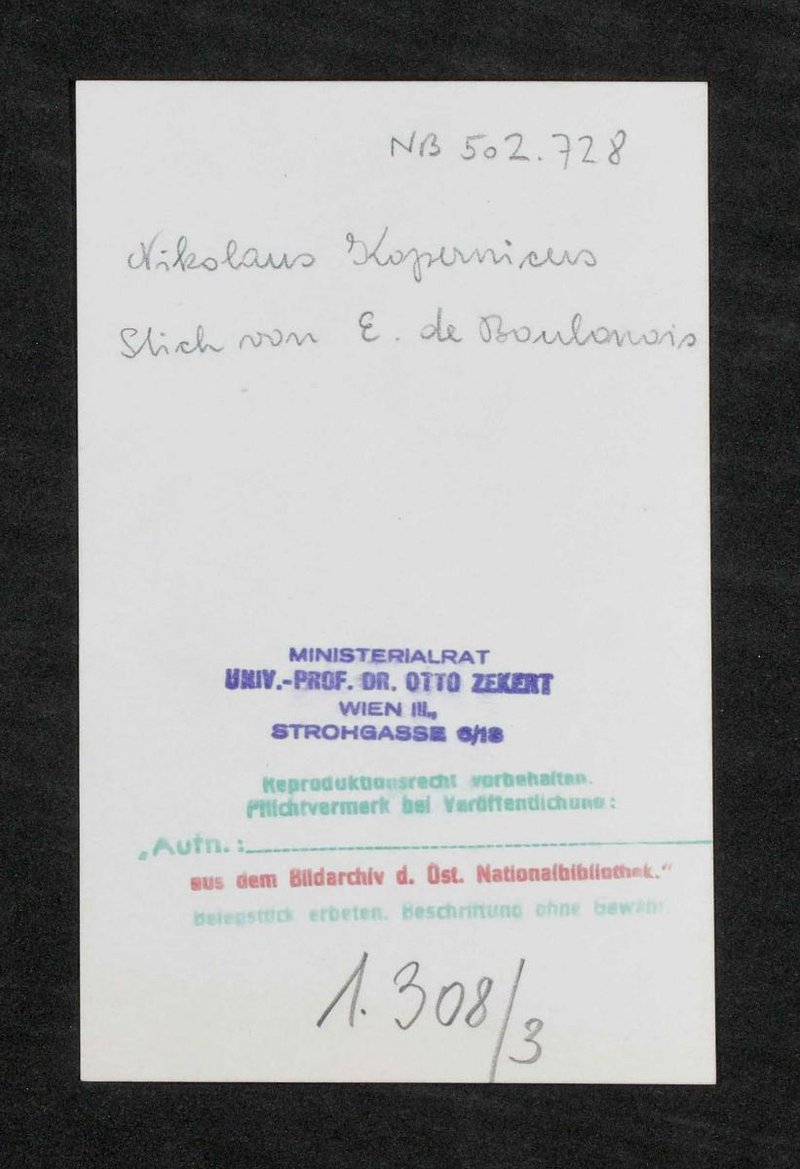 NB 502.728
Nikolaus Kopernicus
Stich von E. de Boulonois
MINISTERIALRAT
UNIV.-PROF. DR. OTTO ZEKERT
WIEN III.,
STROHGASSE 6/18
Reproduktionsrecht vorbehalten.
Pflichtvermerk bei Veröffentlichung:
„Aufn.:
aus dem Bildarchiv d. Öst. Nationalbibliothek.“
Belegstück erbeten. Beschriftung ohne Gewähr
1.308/3